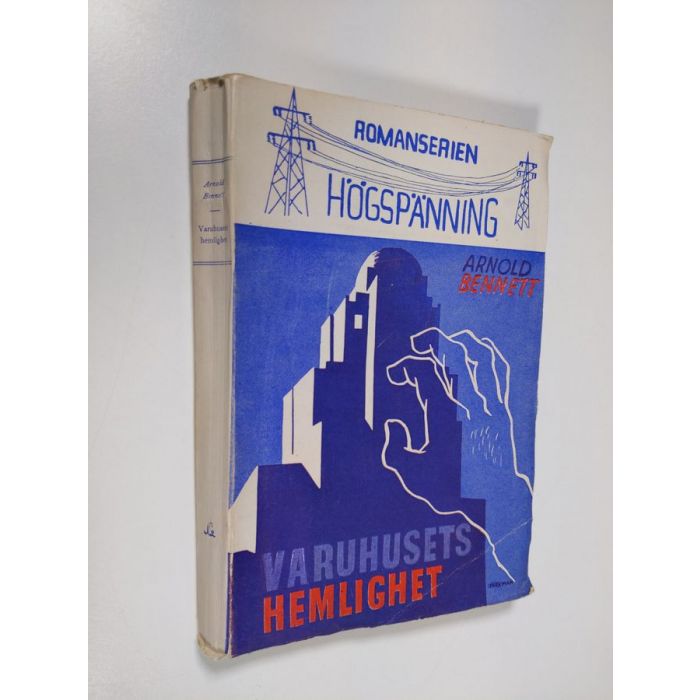 ROMANSERIEN
HÖGSPÄNNING
ARNOLD
BENNETT
VARUHUSETS
HEMLIGHET
Arnold
Bennett
Varuhusets
hemlighet